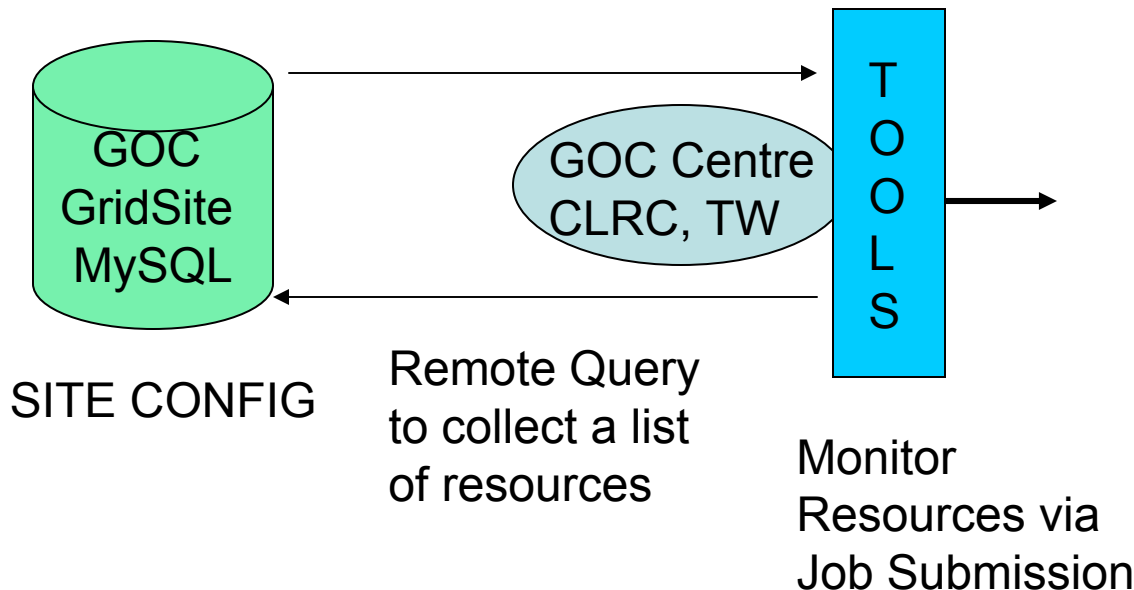 GOC
GridSite
MySQL
SITE CONFIG
GOC Centre
CLRC, TW
T
O
O
L
S
Remote Query
to collect a list
of resources
Monitor
Resources via
Job Submission